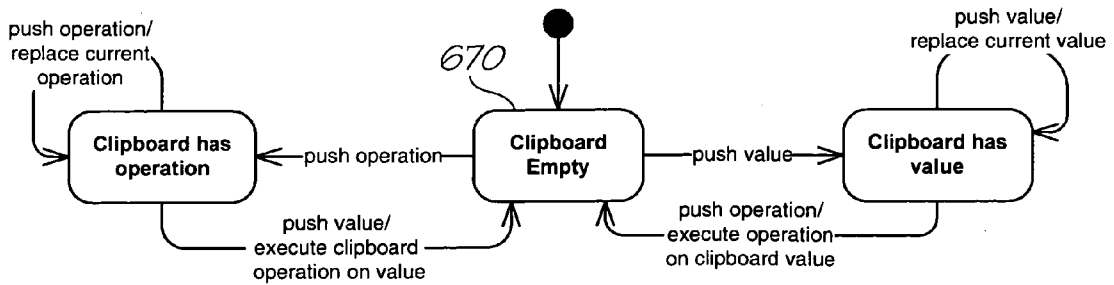 push operation/
replace current
operation
670
push value/
replace current value
Clipboard has
operation
push operation
Clipboard
Empty
push value
Clipboard has
value
push value/
execute clipboard
operation on value
push operation/
execute operation
on clipboard value